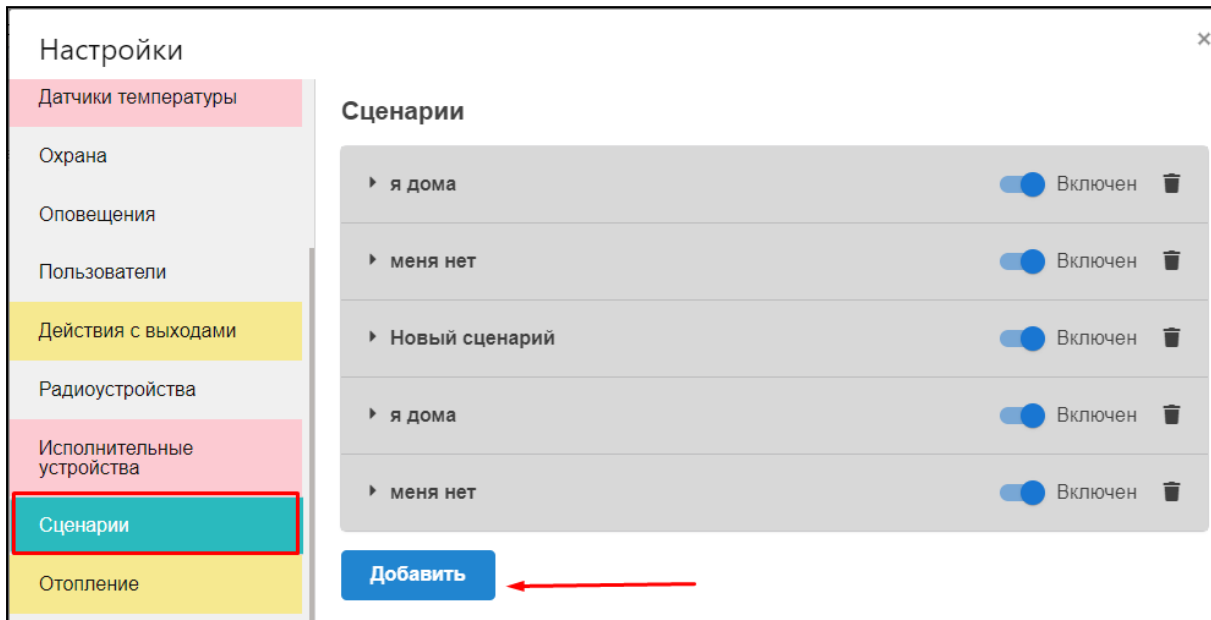 Настройки
×
Датчики температуры
Охрана
Оповещения
Пользователи
Действия с выходами
Радиоустройства
Исполнительные
устройства
Сценарии
Отопление
Сценарии
я дома Включен
меня нет Включен
Новый сценарий Включен
я дома Включен
меня нет Включен
Добавить